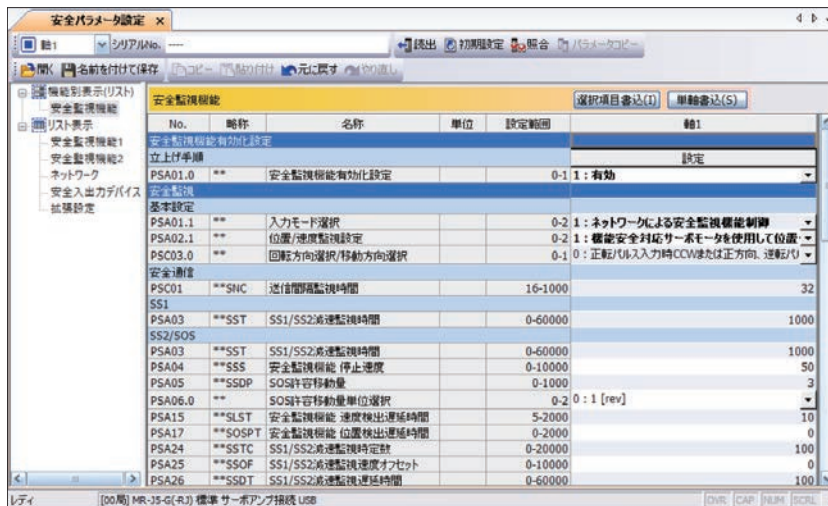 安全パラメータ設定 ×
軸1 シリアルNo. ---- 読出 初期設定 照合 パラメータコピー
開く 名前を付けて保存 コピー 貼り付け 元に戻す やり直し
機能別表示(リスト)
安全監視機能
リスト表示
安全監視機能1
安全監視機能2
ネットワーク
安全入出力デバイス
拡張設定
安全監視機能 選択項目書込(I) 単軸書込(S)
No. 略称 名称 単位 設定範囲 軸1
安全監視機能有効化設定
立上げ手順 設定
PSA01.0 ** 安全監視機能有効化設定 0-1 1 : 有効
安全監視
基本設定
PSA01.1 ** 入力モード選択 0-2 1 : ネットワークによる安全監視機能制御
PSA02.1 ** 位置/速度監視設定 0-2 1 : 機能安全対応サーボモータを使用して位置・
PSC03.0 ** 回転方向選択/移動方向選択 0-1 0 : 正転パルス入力時CCWまたは正方向、逆転パル
安全通信
PSC01 **SNC 送信間隔監視時間 16-1000 32
SS1
PSA03 **SST SS1/SS2減速監視時間 0-60000 1000
SS2/SOS
PSA03 **SST SS1/SS2減速監視時間 0-60000 1000
PSA04 **SSS 安全監視機能 停止速度 0-10000 50
PSA05 **SSDP SOS許容移動量 0-1000 3
PSA06.0 ** SOS許容移動量単位選択 0-2 0 : 1 [rev]
PSA15 **SLST 安全監視機能 速度検出遅延時間 5-2000 10
PSA17 **SOSPT 安全監視機能 位置検出遅延時間 0-2000 0
PSA24 **SSTC SS1/SS2減速監視時定数 0-20000 100
PSA25 **SSOF SS1/SS2減速監視速度オフセット 0-10000 0
PSA26 **SSDT SS1/SS2減速監視遅延時間 0-60000 100
レディ [00局] MR-J5-G(-RJ) 標準 サーボアンプ接続 USB OVR CAP NUM SCRL